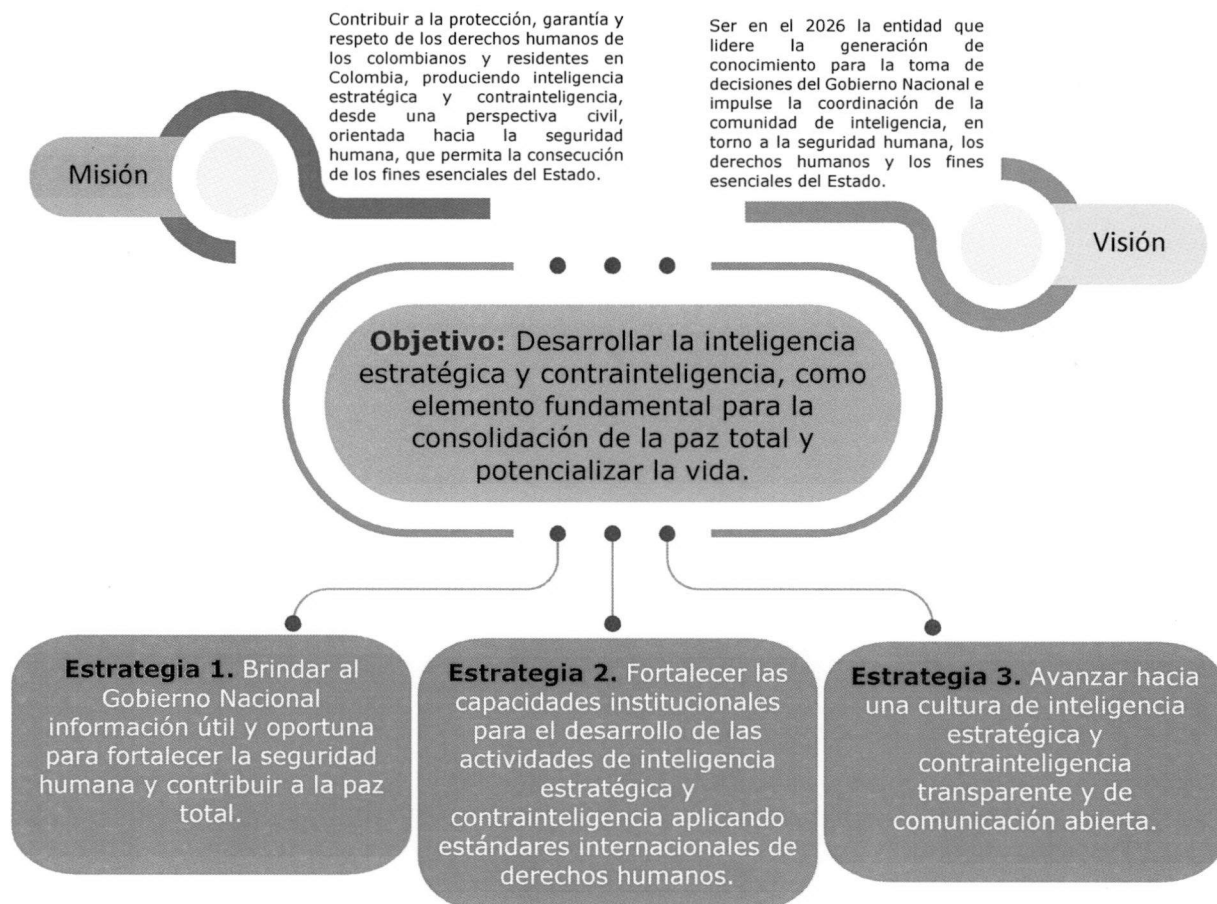 Contribuir a la protección, garantía y
respeto de los derechos humanos de
los colombianos y residentes en
Colombia, produciendo inteligencia
estratégica y contrainteligencia,
desde una perspectiva civil,
orientada hacia la seguridad
humana, que permita la consecución
de los fines esenciales del Estado.
Misión
Ser en el 2026 la entidad que
lidere la generación de
conocimiento para la toma de
decisiones del Gobierno Nacional e
impulse la coordinación de la
comunidad de inteligencia, en
torno a la seguridad humana, los
derechos humanos y los fines
esenciales del Estado.
Visión
Objetivo: Desarrollar la inteligencia
estratégica y contrainteligencia, como
elemento fundamental para la
consolidación de la paz total y
potencializar la vida.
Estrategia 1. Brindar al
Gobierno Nacional
información útil y oportuna
para fortalecer la seguridad
humana y contribuir a la paz
total.
Estrategia 2. Fortalecer las
capacidades institucionales
para el desarrollo de las
actividades de inteligencia
estratégica y
contrainteligencia aplicando
estándares internacionales de
derechos humanos.
Estrategia 3. Avanzar hacia
una cultura de inteligencia
estratégica y
contrainteligencia
transparente y de
comunicación abierta.